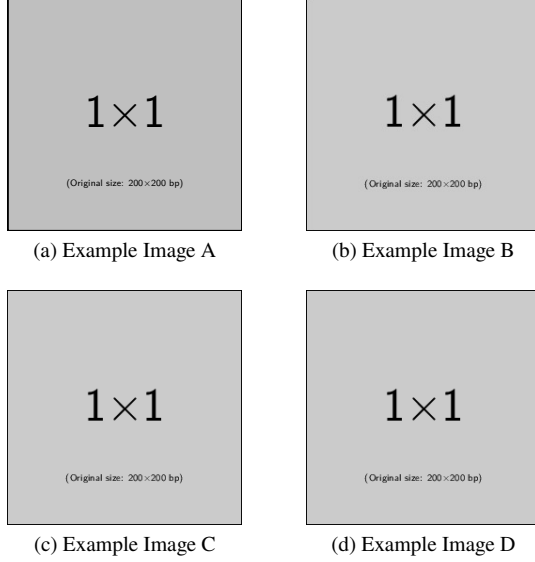 1×1
(Original size: 200×200 bp)
(a) Example Image A
1×1
(Original size: 200×200 bp)
(b) Example Image B
1×1
(Original size: 200×200 bp)
(c) Example Image C
1×1
(Original size: 200×200 bp)
(d) Example Image D